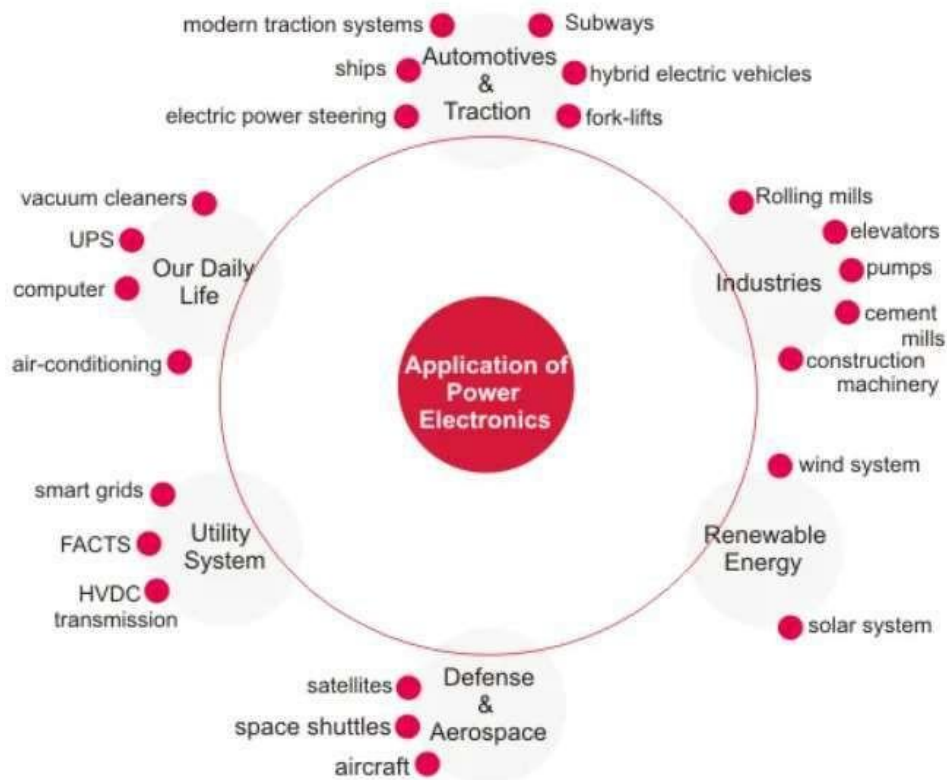 modern traction systems
Subways
Automotives
&
Traction
ships
hybrid electric vehicles
electric power steering
fork-lifts
vacuum cleaners
UPS
Our Daily
Life
computer
air-conditioning
Rolling mills
elevators
Industries
pumps
cement
mills
construction
machinery
Application of
Power
Electronics
smart grids
Utility
System
FACTS
HVDC
transmission
wind system
Renewable
Energy
solar system
Defense
&
Aerospace
satellites
space shuttles
aircraft